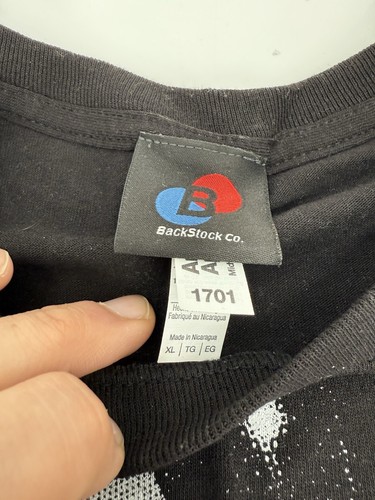 B
BackStock Co.
1701
Fabriqué au Nicaragua
Made in Nicaragua
XL / TG / EG